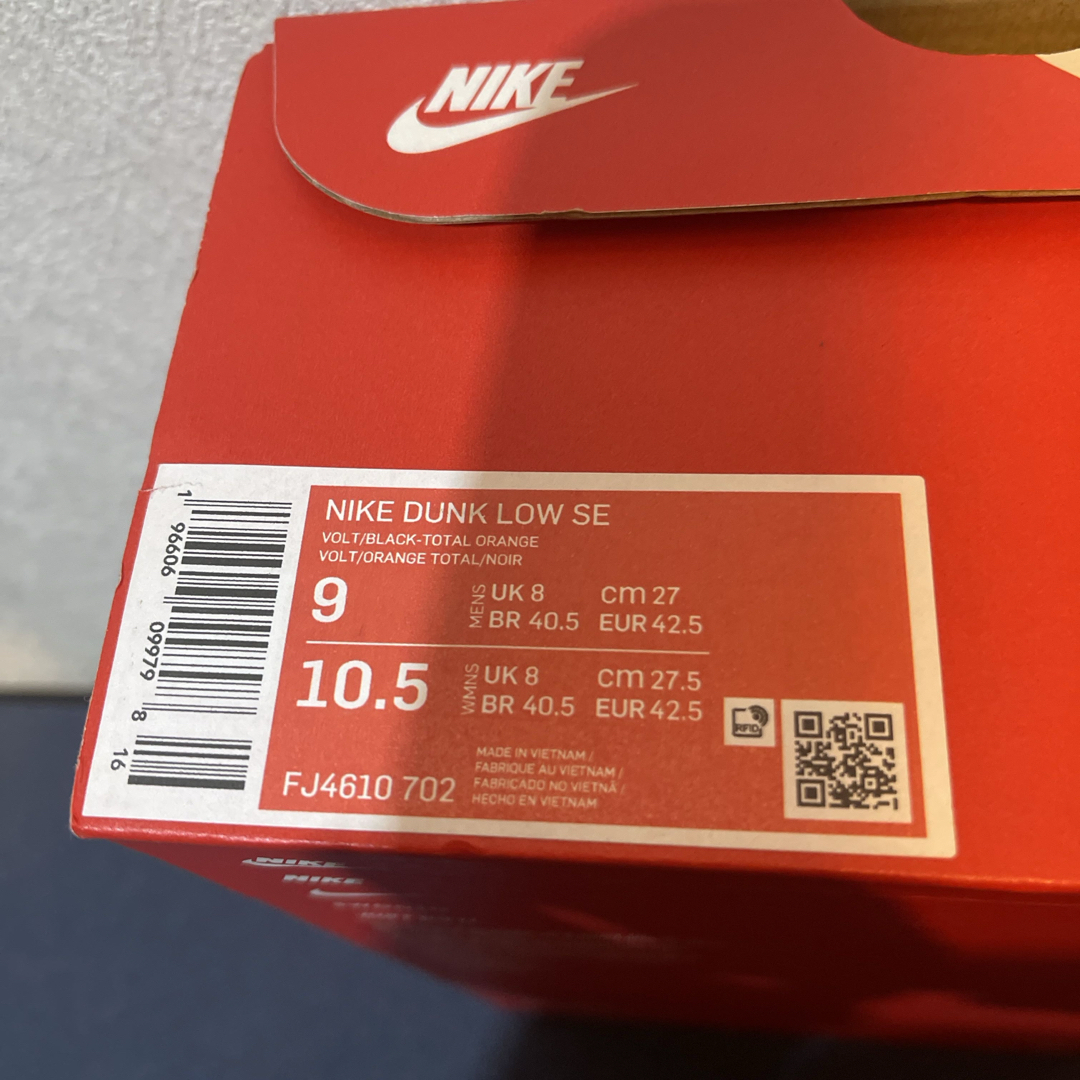 NIKE
NIKE DUNK LOW SE
VOLT/BLACK-TOTAL ORANGE
VOLT/ORANGE TOTAL/NOIR
9
MENS
UK 8 cm 27
BR 40.5 EUR 42.5
10.5
WMNS
UK 8 cm 27.5
BR 40.5 EUR 42.5
FJ4610 702
MADE IN VIETNAM /
FABRIQUE AU VIETNAM /
FABRICADO NO VIETNÃ /
HECHO EN VIETNAM
RFID
1 96606 09979 8 16
NIKE
NIKE